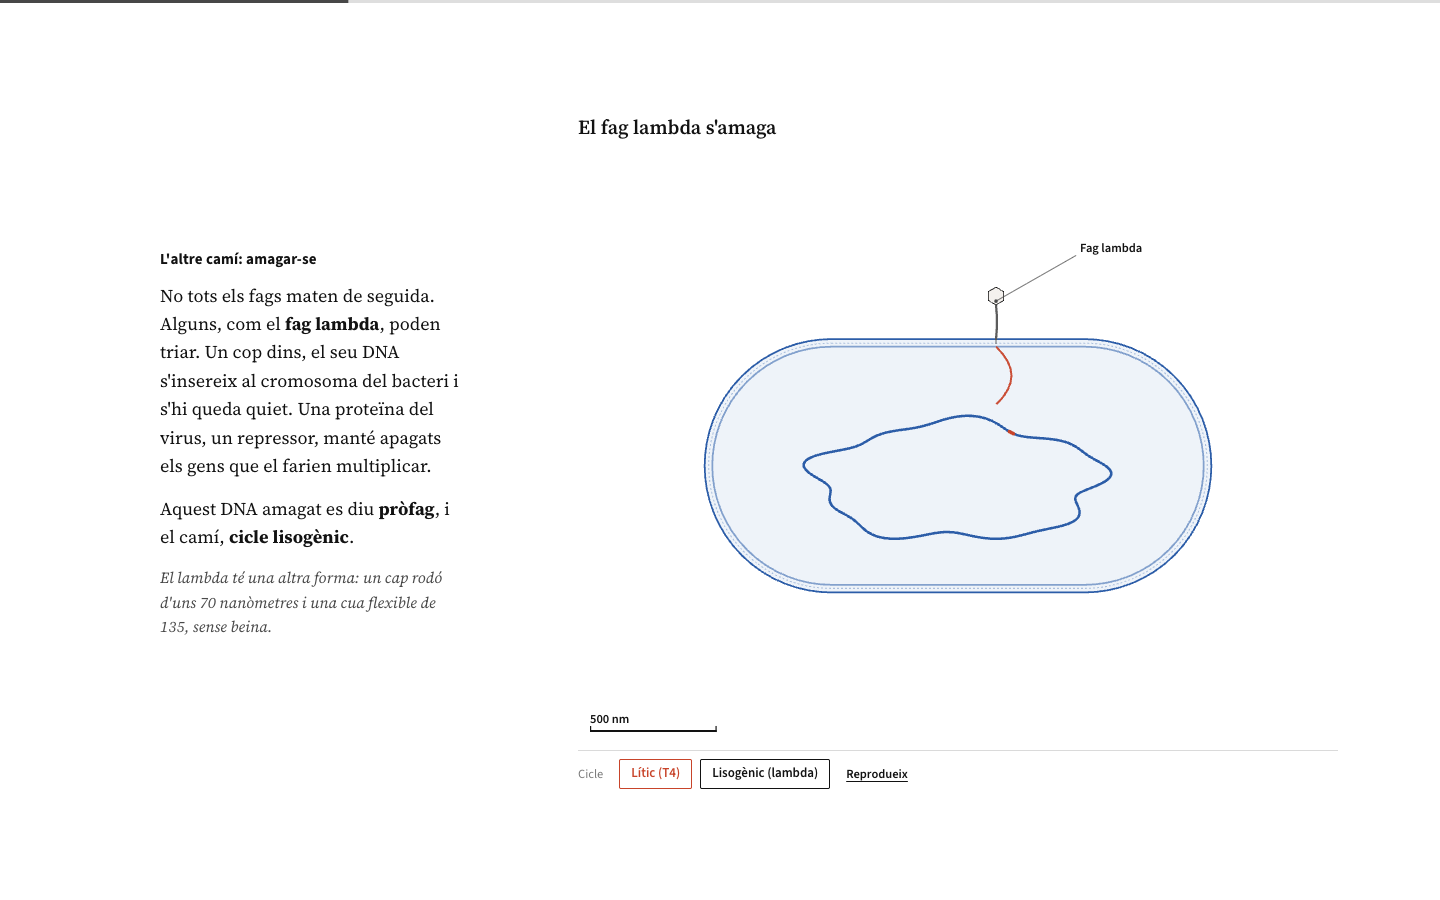 El fag lambda s'amaga
L'altre camí: amagar-se
No tots els fags maten de seguida.
Alguns, com el fag lambda, poden
triar. Un cop dins, el seu DNA
s'insereix al cromosoma del bacteri i
s'hi queda quiet. Una proteïna del
virus, un repressor, manté apagats
els gens que el farien multiplicar.
Aquest DNA amagat es diu pròfag, i
el camí, cicle lisogènic.
El lambda té una altra forma: un cap rodó
d'uns 70 nanòmetres i una cua flexible de
135, sense beina.
Fag lambda
500 nm
Cicle Lític (T4) Lisogènic (lambda) Reprodueix